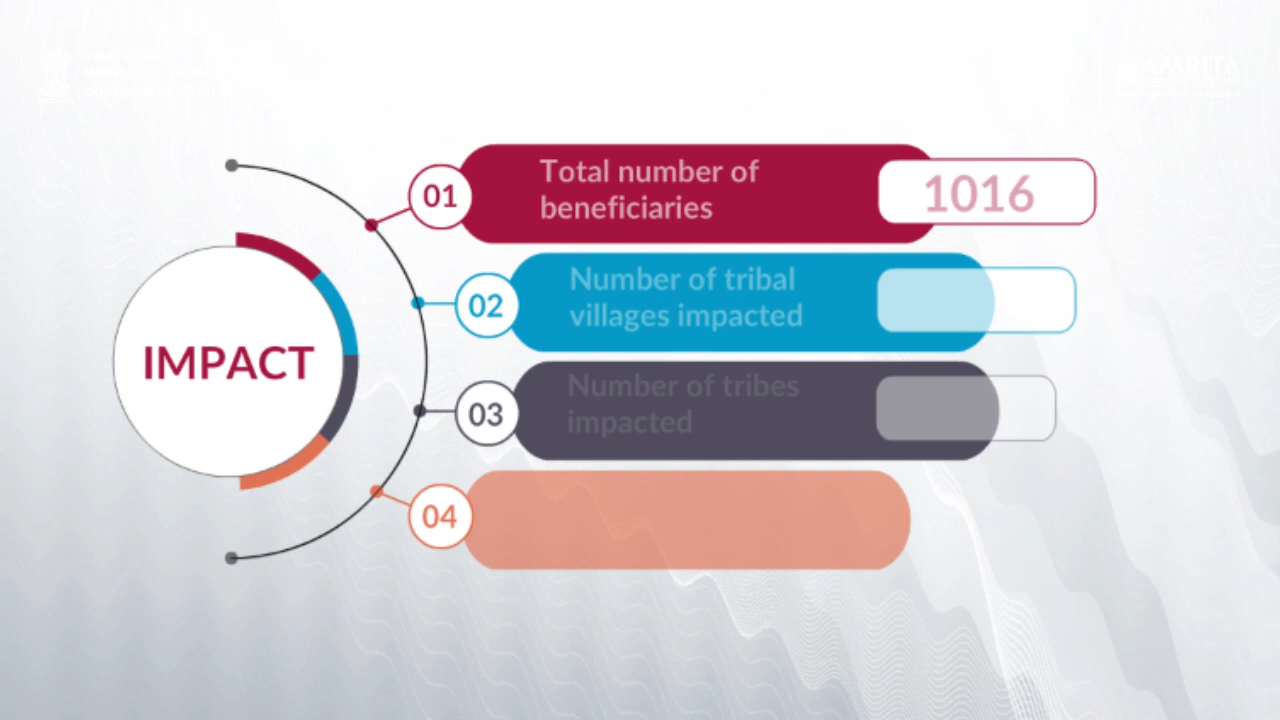 AMRITA
IMPACT
01
Total number of
beneficiaries
1016
02
Number of tribal
villages impacted
03
Number of tribes
impacted
04